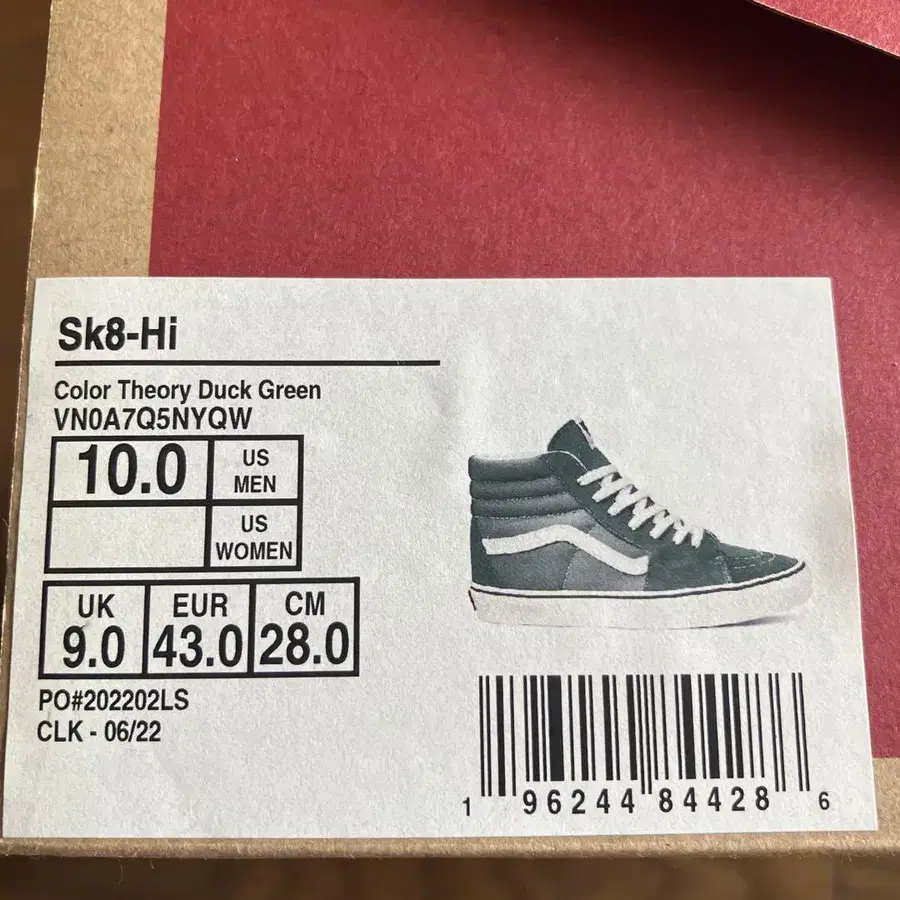 Sk8-Hi
Color Theory Duck Green
VN0A7Q5NYQW
10.0 US MEN
US WOMEN
UK EUR CM
9.0 43.0 28.0
PO#202202LS
CLK - 06/22
1 96244 84428 6